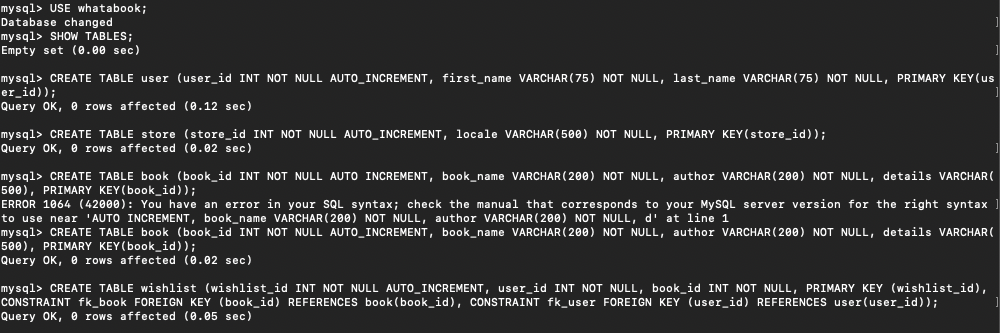 mysql> USE whatabook;
Database changed
mysql> SHOW TABLES;
Empty set (0.00 sec)
mysql> CREATE TABLE user (user_id INT NOT NULL AUTO_INCREMENT, first_name VARCHAR(75) NOT NULL, last_name VARCHAR(75) NOT NULL, PRIMARY KEY(us
er_id));
Query OK, 0 rows affected (0.12 sec)
mysql> CREATE TABLE store (store_id INT NOT NULL AUTO_INCREMENT, locale VARCHAR(500) NOT NULL, PRIMARY KEY(store_id));
Query OK, 0 rows affected (0.02 sec)
mysql> CREATE TABLE book (book_id INT NOT NULL AUTO INCREMENT, book_name VARCHAR(200) NOT NULL, author VARCHAR(200) NOT NULL, details VARCHAR(
500), PRIMARY KEY(book_id));
ERROR 1064 (42000): You have an error in your SQL syntax; check the manual that corresponds to your MySQL server version for the right syntax
to use near 'AUTO INCREMENT, book_name VARCHAR(200) NOT NULL, author VARCHAR(200) NOT NULL, d' at line 1
mysql> CREATE TABLE book (book_id INT NOT NULL AUTO_INCREMENT, book_name VARCHAR(200) NOT NULL, author VARCHAR(200) NOT NULL, details VARCHAR(
500), PRIMARY KEY(book_id));
Query OK, 0 rows affected (0.02 sec)
mysql> CREATE TABLE wishlist (wishlist_id INT NOT NULL AUTO_INCREMENT, user_id INT NOT NULL, book_id INT NOT NULL, PRIMARY KEY (wishlist_id),
CONSTRAINT fk_book FOREIGN KEY (book_id) REFERENCES book(book_id), CONSTRAINT fk_user FOREIGN KEY (user_id) REFERENCES user(user_id));
Query OK, 0 rows affected (0.05 sec)